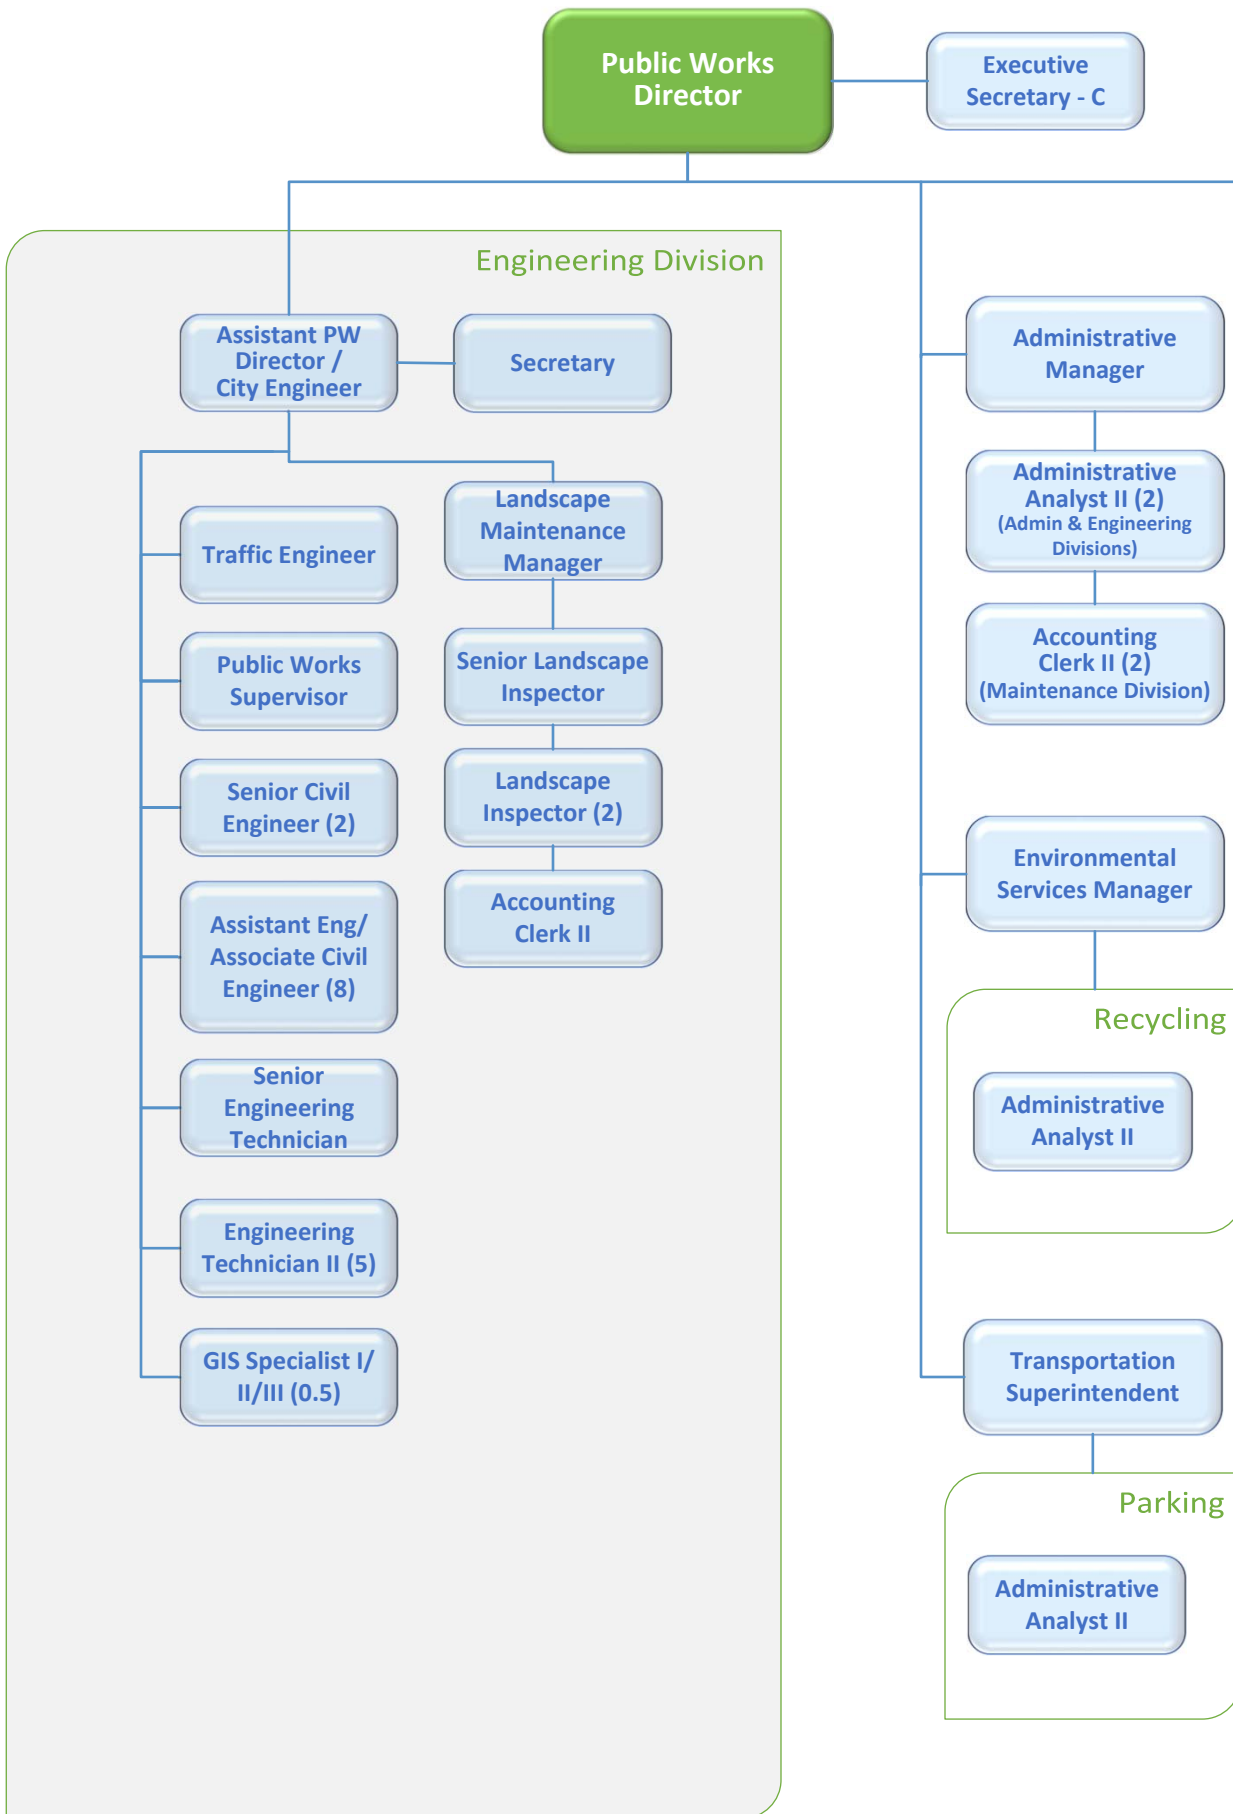 Public Works
Director
Executive
Secretary - C
Engineering Division
Assistant PW
Director /
City Engineer
Secretary
Traffic Engineer
Public Works
Supervisor
Senior Civil
Engineer (2)
Assistant Eng/
Associate Civil
Engineer (8)
Senior
Engineering
Technician
Engineering
Technician II (5)
GIS Specialist I/
II/III (0.5)
Landscape
Maintenance
Manager
Senior Landscape
Inspector
Landscape
Inspector (2)
Accounting
Clerk II
Administrative
Manager
Administrative
Analyst II (2)
(Admin & Engineering
Divisions)
Accounting
Clerk II (2)
(Maintenance Division)
Environmental
Services Manager
Recycling
Administrative
Analyst II
Transportation
Superintendent
Parking
Administrative
Analyst II